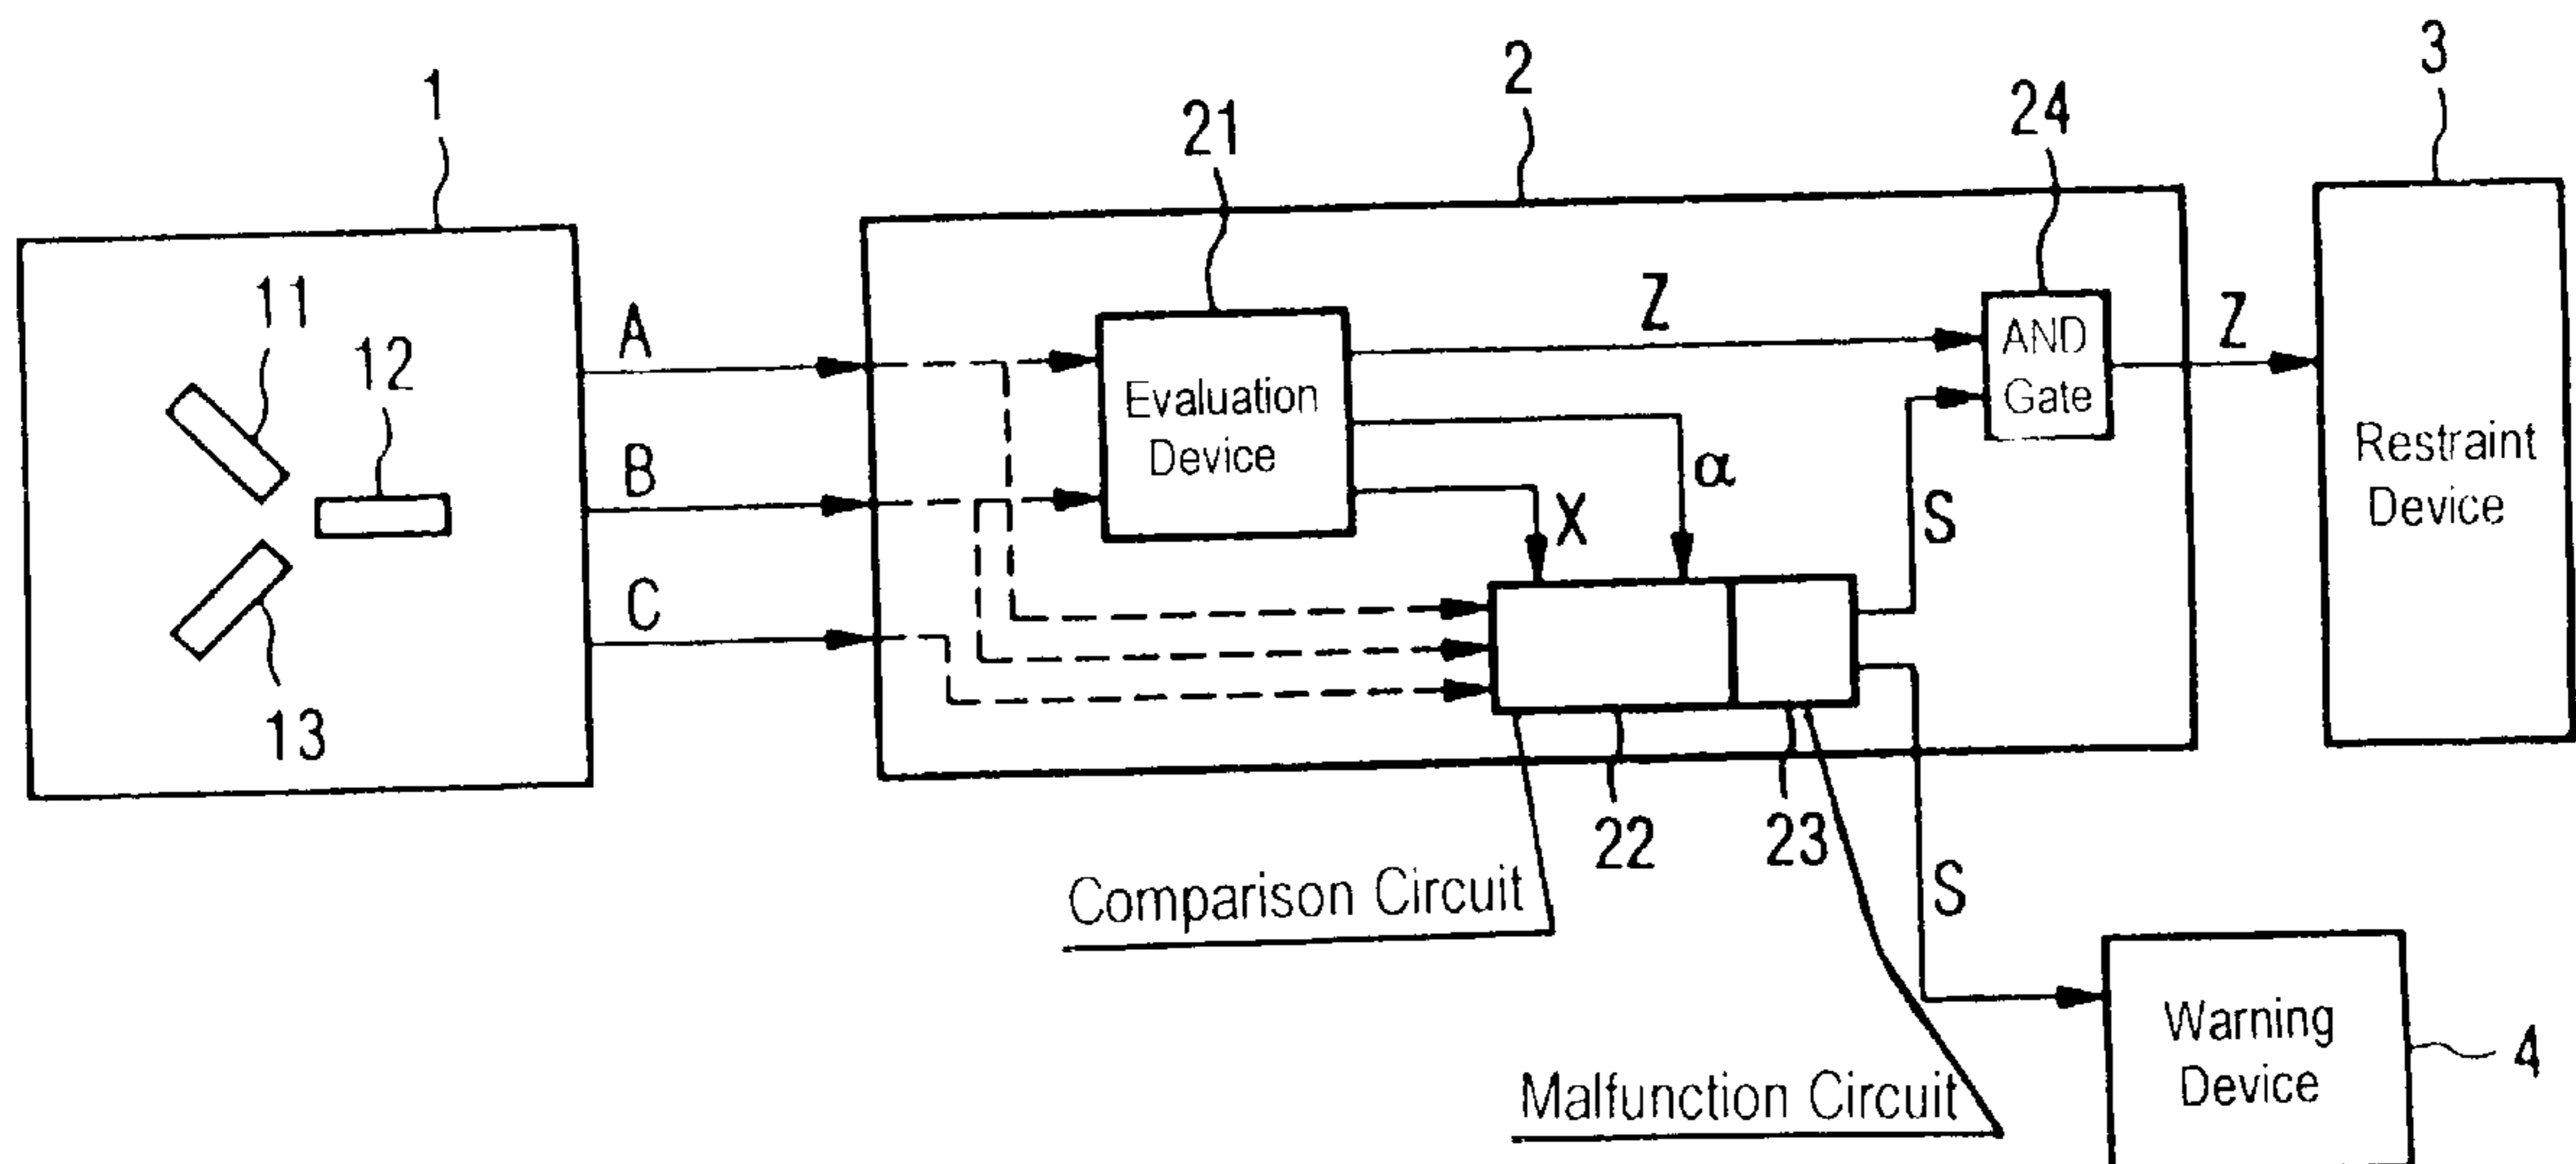 1
2
3
21
24
11
12
13
A
B
C
Evaluation
Device
Z
α
X
S
AND
Gate
Z
Restraint
Device
22
23
S
Comparison Circuit
Malfunction Circuit
Warning
Device
4